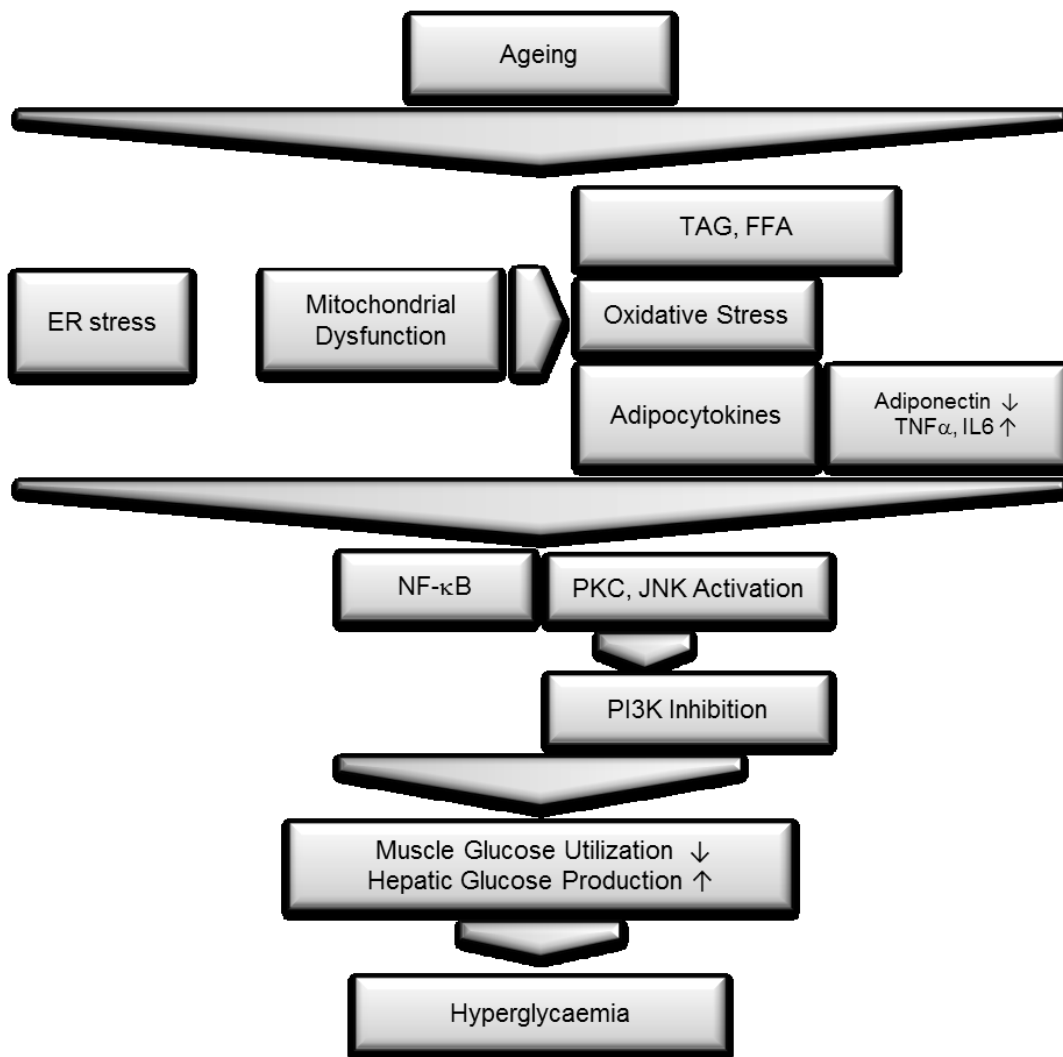 Ageing
TAG, FFA
ER stress
Mitochondrial
Dysfunction
Oxidative Stress
Adipocytokines
Adiponectin ↓
TNFα, IL6 ↑
NF-κB
PKC, JNK Activation
PI3K Inhibition
Muscle Glucose Utilization ↓
Hepatic Glucose Production ↑
Hyperglycaemia